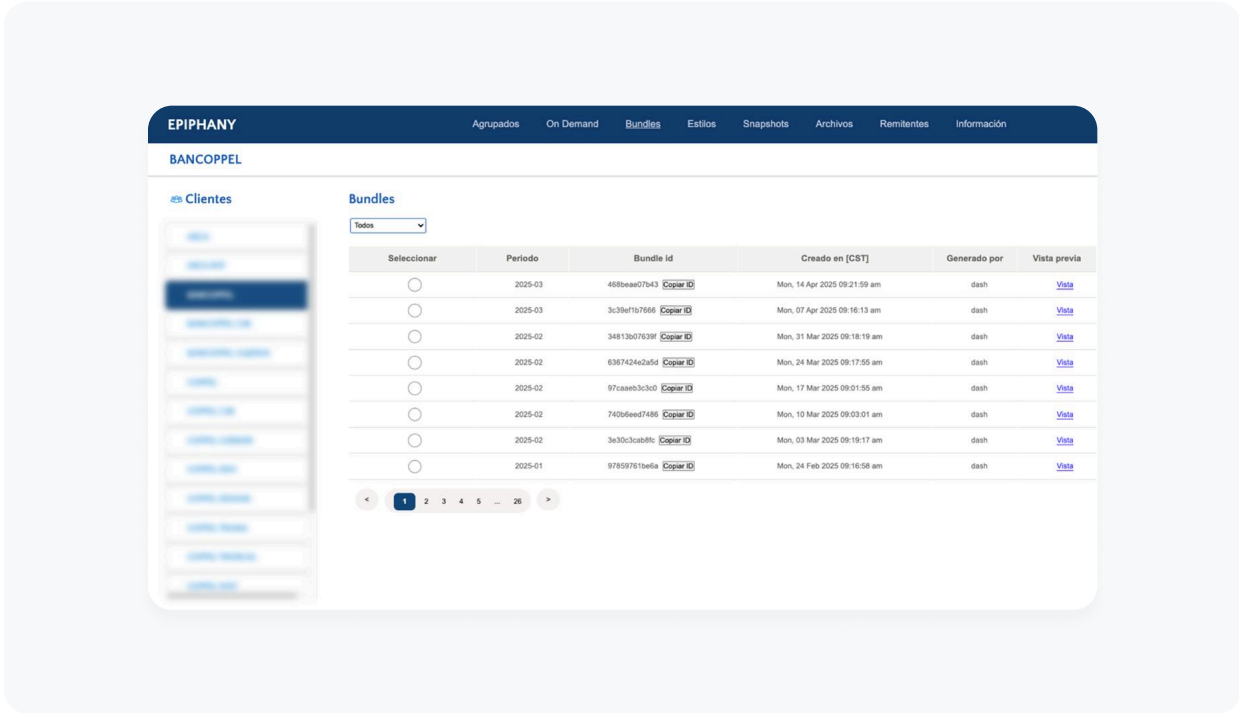 EPIPHANY
Agrupados On Demand Bundles Estilos Snapshots Archivos Remitentes Información
BANCOPPEL
Clientes
Bundles
Todos
Seleccionar Periodo Bundle id Creado en [CST] Generado por Vista previa
2025-03 468beae07b43 Copiar ID Mon, 14 Apr 2025 09:21:59 am dash Vista
2025-03 3c39ef1b7666 Copiar ID Mon, 07 Apr 2025 09:16:13 am dash Vista
2025-02 34813b07639f Copiar ID Mon, 31 Mar 2025 09:18:19 am dash Vista
2025-02 6367424e2a5d Copiar ID Mon, 24 Mar 2025 09:17:55 am dash Vista
2025-02 97caaeb3c3c0 Copiar ID Mon, 17 Mar 2025 09:01:55 am dash Vista
2025-02 740b6eed7486 Copiar ID Mon, 10 Mar 2025 09:03:01 am dash Vista
2025-02 3e30c3cab8fc Copiar ID Mon, 03 Mar 2025 09:19:17 am dash Vista
2025-01 97859761be6a Copiar ID Mon, 24 Feb 2025 09:16:58 am dash Vista
< 1 2 3 4 5 ... 26 >